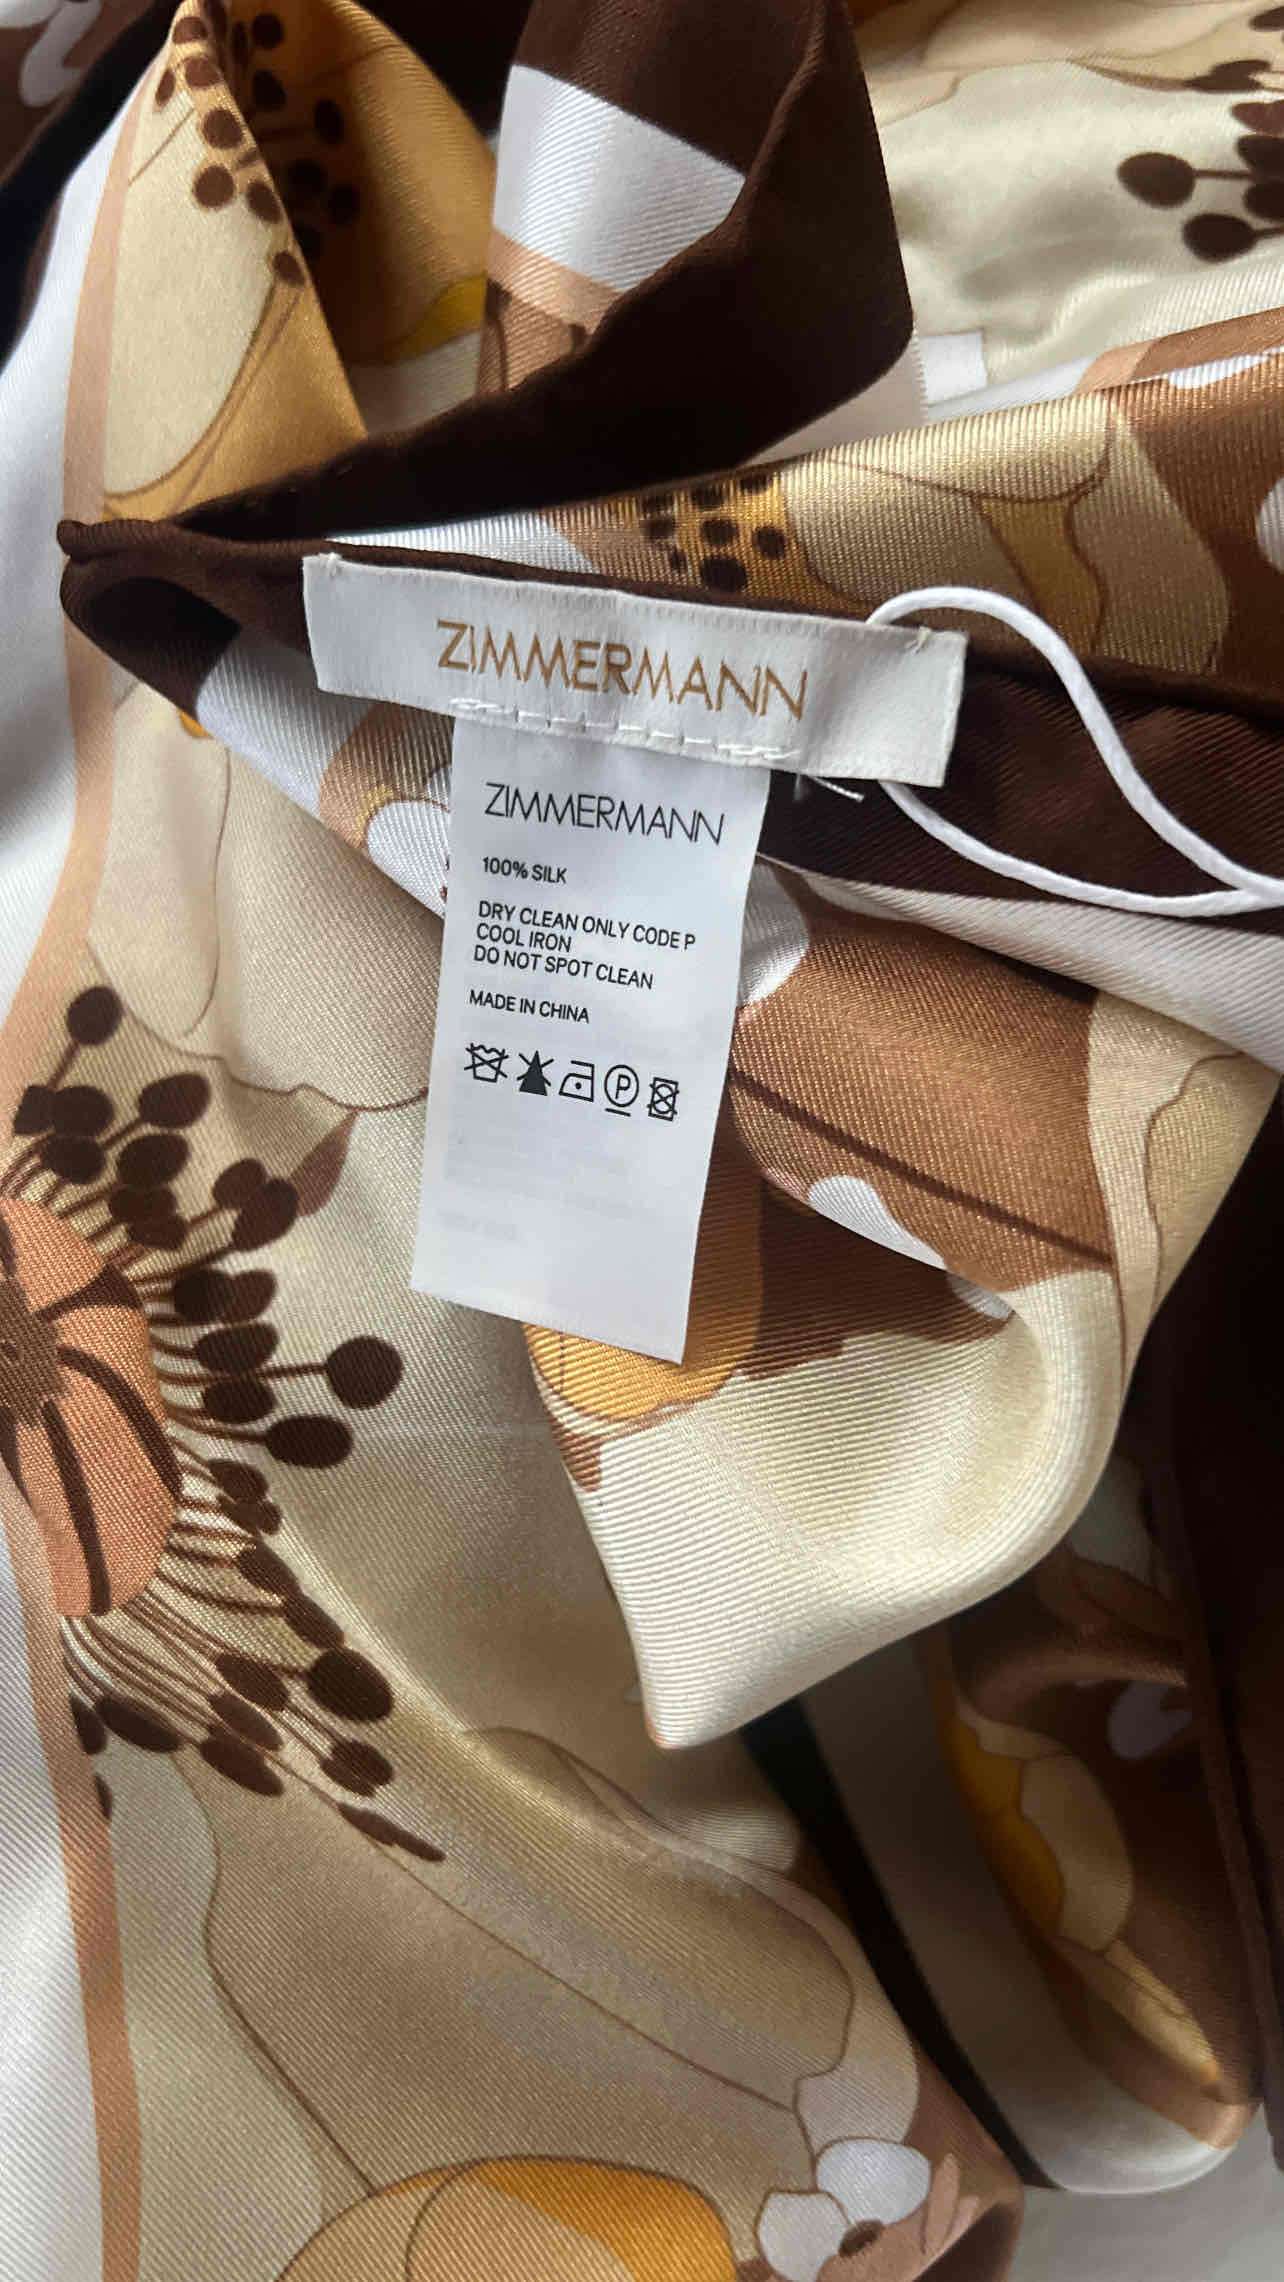 ZIMMERMANN
ZIMMERMANN
100% SILK
DRY CLEAN ONLY CODE P
COOL IRON
DO NOT SPOT CLEAN
MADE IN CHINA
P